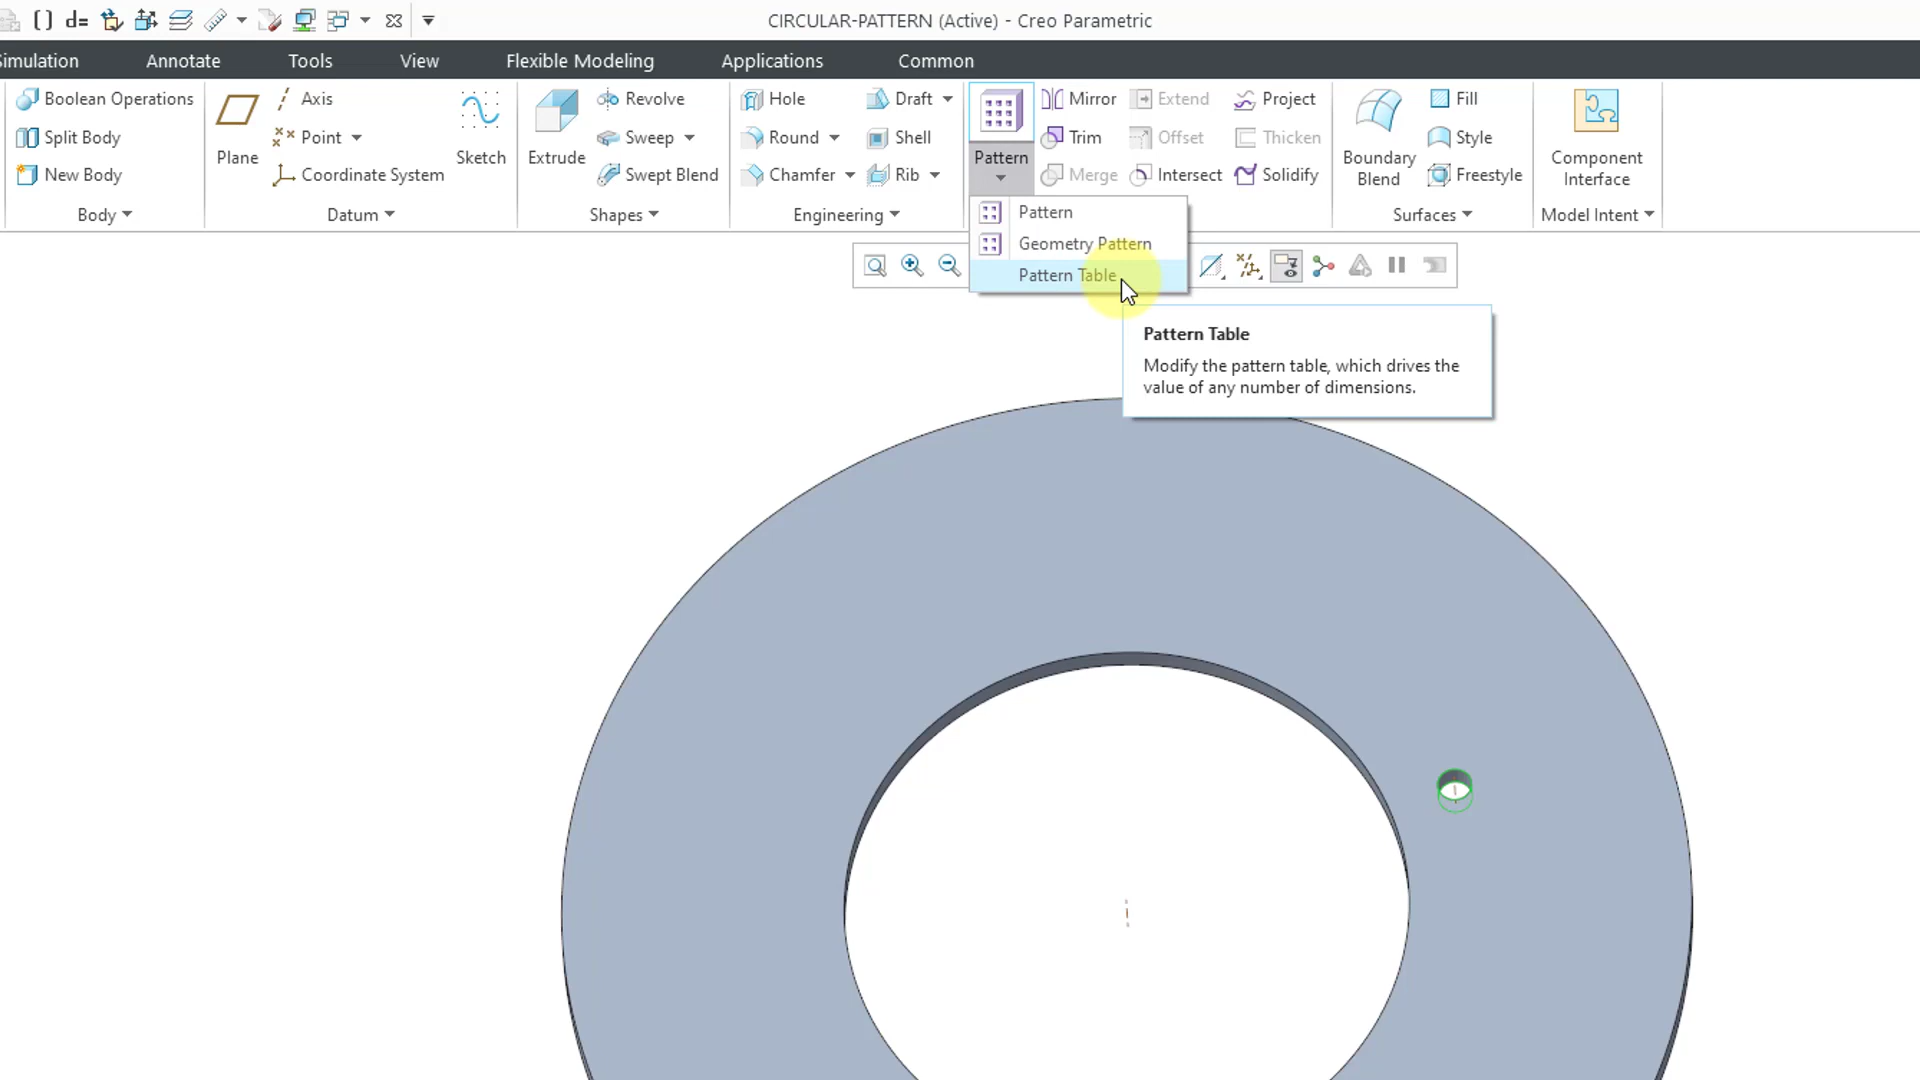 CIRCULAR-PATTERN (Active) - Creo Parametric
Simulation Annotate Tools View Flexible Modeling Applications Common
Boolean Operations
Split Body
New Body
Body
Plane
Axis
Point
Coordinate System
Sketch
Datum
Extrude
Revolve
Sweep
Swept Blend
Shapes
Hole
Round
Chamfer
Draft
Shell
Rib
Engineering
Pattern
Mirror
Trim
Merge
Extend
Offset
Intersect
Project
Thicken
Solidify
Boundary
Blend
Fill
Style
Freestyle
Surfaces
Component
Interface
Model Intent
Pattern
Geometry Pattern
Pattern Table
Pattern Table
Modify the pattern table, which drives the
value of any number of dimensions.